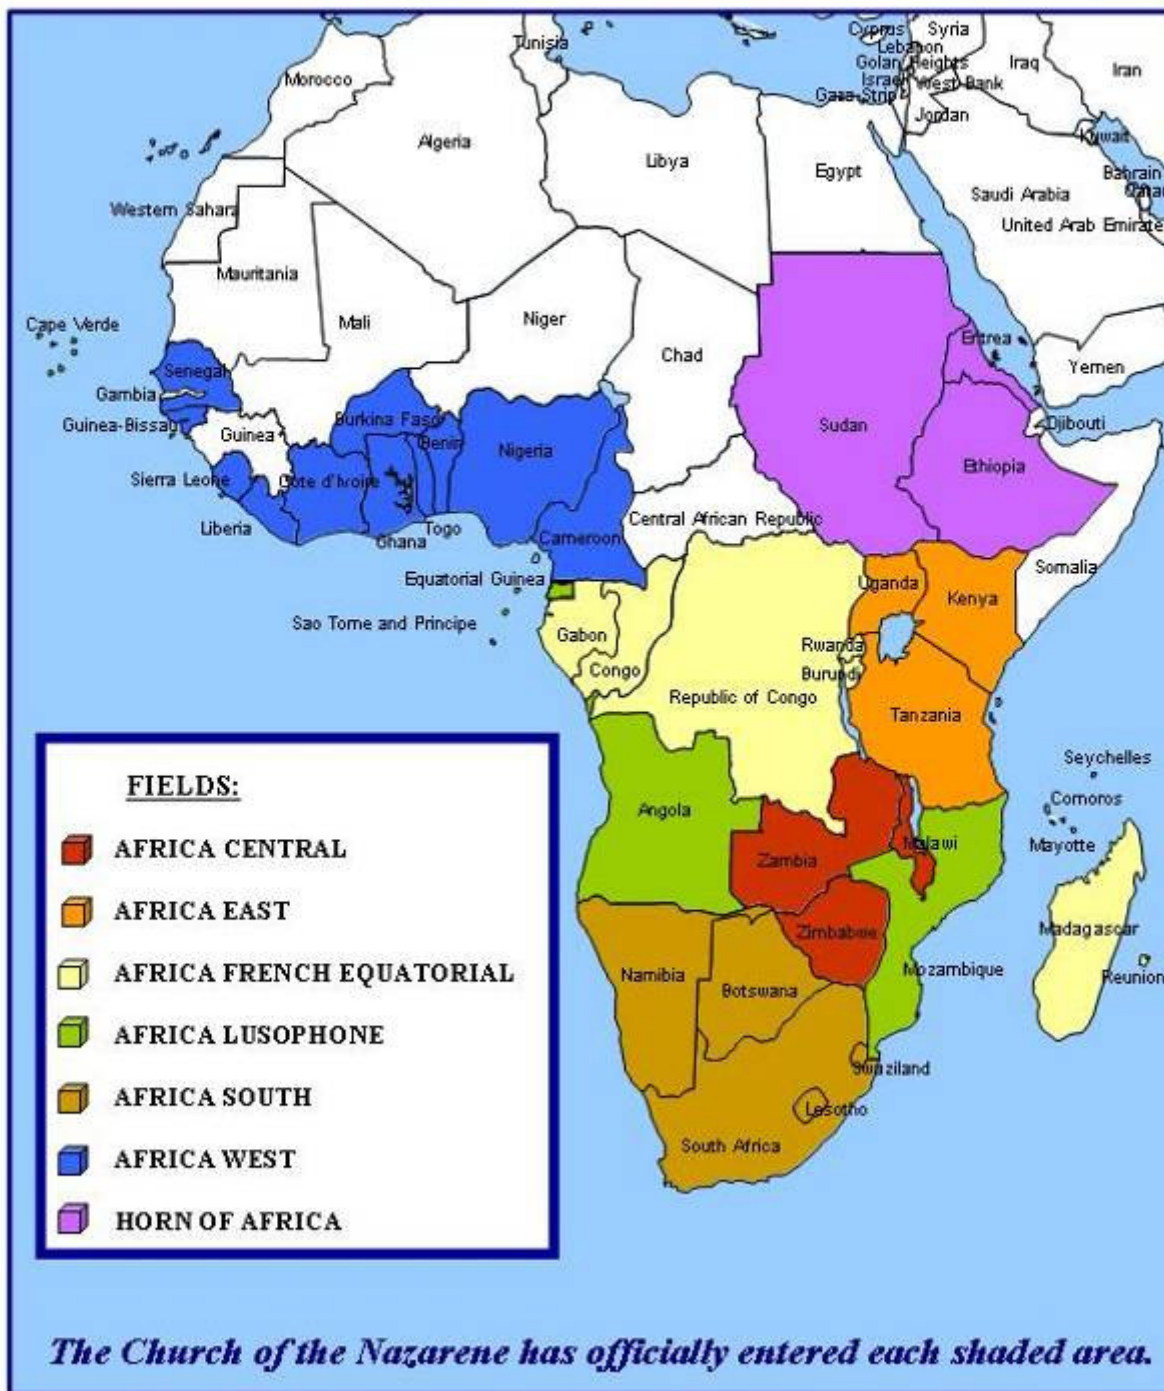 Tunisia
Cyprus
Syria
Lebanon
Golan Heights
Iraq
Iran
Israel
West Bank
Gaza Strip
Jordan
Morocco
Algeria
Libya
Egypt
Kuwait
Bahrain
Qatar
Saudi Arabia
United Arab Emirate
Western Sahara
Mauritania
Mali
Niger
Chad
Cape Verde
Eritrea
Yemen
Senegal
Gambia
Guinea-Bissau
Guinea
Burkina Faso
Benin
Nigeria
Sudan
Djibouti
Ethiopia
Sierra Leone
Cote d'Ivoire
Liberia
Ghana
Togo
Cameroon
Central African Republic
Somalia
Equatorial Guinea
Uganda
Kenya
Sao Tome and Principe
Gabon
Congo
Rwanda
Burundi
Republic of Congo
Tanzania
Seychelles
Comoros
Mayotte
Angola
Zambia
Malawi
Zimbabwe
Mozambique
Madagascar
Reunion
Namibia
Botswana
Swaziland
Lesotho
South Africa
FIELDS:
AFRICA CENTRAL
AFRICA EAST
AFRICA FRENCH EQUATORIAL
AFRICA LUSOPHONE
AFRICA SOUTH
AFRICA WEST
HORN OF AFRICA
The Church of the Nazarene has officially entered each shaded area.